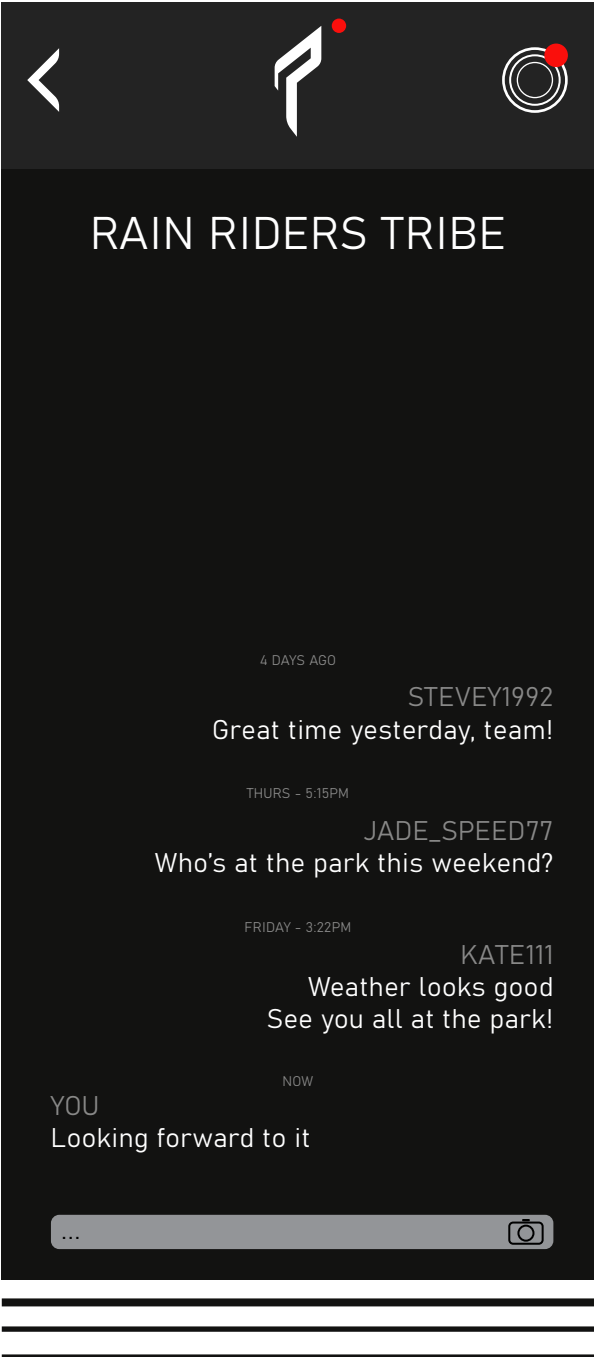 RAIN RIDERS TRIBE
4 DAYS AGO
STEVEY1992
Great time yesterday, team!
THURS - 5:15PM
JADE_SPEED77
Who's at the park this weekend?
FRIDAY - 3:22PM
KATE111
Weather looks good
See you all at the park!
NOW
YOU
Looking forward to it
...